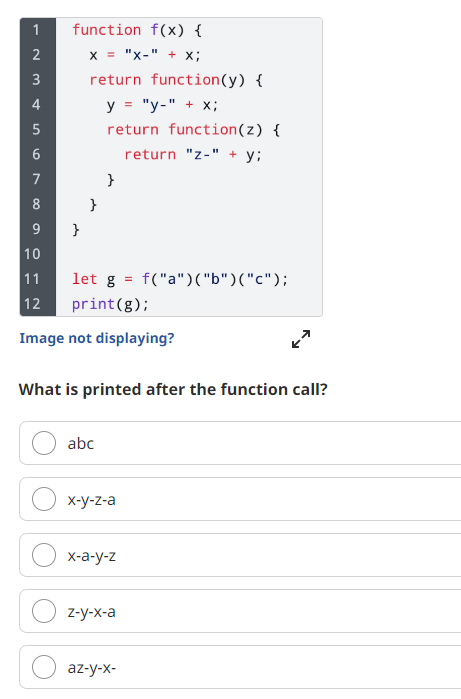 1 function f(x) {
2 x = "x-" + x;
3 return function(y) {
4 y = "y-" + x;
5 return function(z) {
6 return "z-" + y;
7 }
8 }
9 }
10
11 let g = f("a")("b")("c");
12 print(g);
Image not displaying?
What is printed after the function call?
abc
x-y-z-a
x-a-y-z
z-y-x-a
az-y-x-